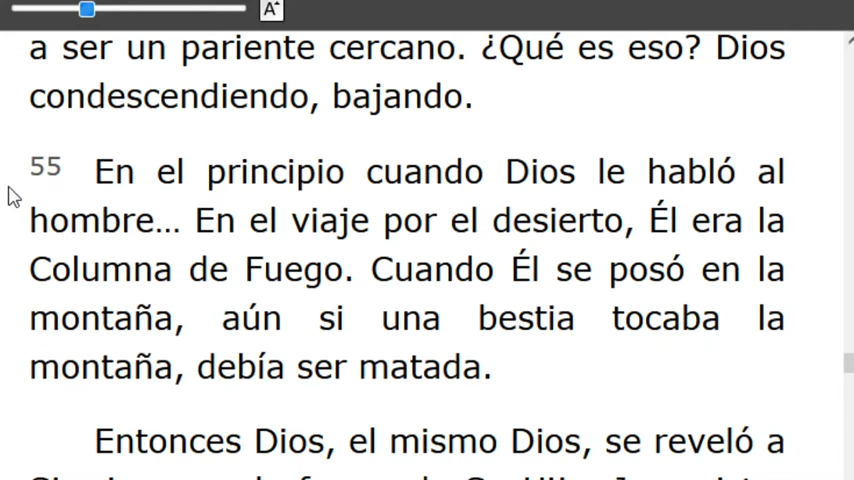 A
a ser un pariente cercano. ¿Qué es eso? Dios
condescendiendo, bajando.
55 En el principio cuando Dios le habló al
hombre... En el viaje por el desierto, Él era la
Columna de Fuego. Cuando Él se posó en la
montaña, aún si una bestia tocaba la
montaña, debía ser matada.
Entonces Dios, el mismo Dios, se reveló a